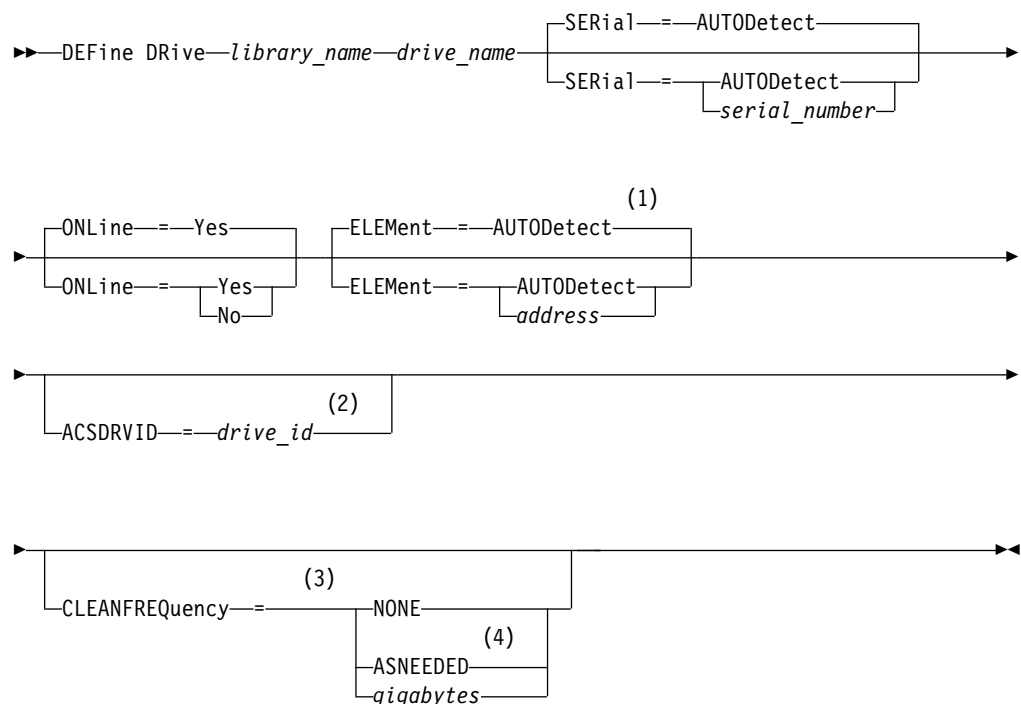 SERial = AUTODetect
DEFine DRive library_name drive_name
SERial = AUTODetect
serial_number
(1)
ONLine = Yes ELEMent = AUTODetect
ONLine = Yes ELEMent = AUTODetect
No address
(2)
ACSDRVID = drive_id
(3)
CLEANFREQuency = NONE
(4)
ASNEEDED
gigabytes